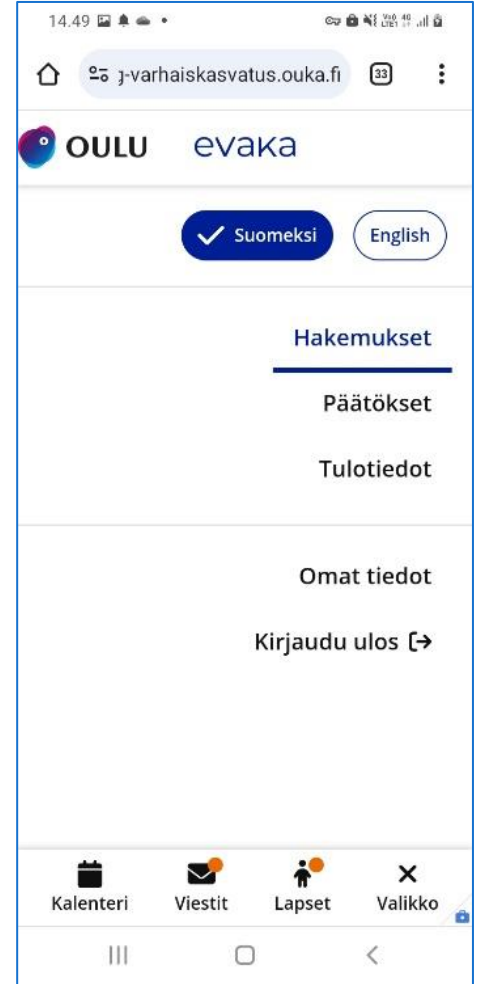 14.49
ȷ-varhaiskasvatus.ouka.fi
33
OULU evaka
Suomeksi English
Hakemukset
Päätökset
Tulotiedot
Omat tiedot
Kirjaudu ulos
Kalenteri Viestit Lapset Valikko